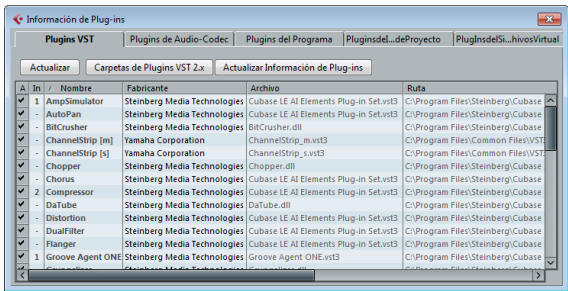 Información de Plug-ins
Plugins VST Plugins de Audio-Codec Plugins del Programa PluginsdeI...deProyecto PlugInsdelSi...hivosVirtual
Actualizar Carpetas de Plugins VST 2.x Actualizar Información de Plug-ins
A In / Nombre Fabricante Archivo Ruta
1 AmpSimulator Steinberg Media Technologies Cubase LE AI Elements Plug-in Set.vst3 C:\Program Files\Steinberg\Cubase
- AutoPan Steinberg Media Technologies Cubase LE AI Elements Plug-in Set.vst3 C:\Program Files\Steinberg\Cubase
- BitCrusher Steinberg Media Technologies BitCrusher.dll C:\Program Files\Steinberg\Cubase
- ChannelStrip [m] Yamaha Corporation ChannelStrip_m.vst3 C:\Program Files\Common Files\VST3
- ChannelStrip [s] Yamaha Corporation ChannelStrip_s.vst3 C:\Program Files\Common Files\VST3
- Chopper Steinberg Media Technologies Chopper.dll C:\Program Files\Steinberg\Cubase
- Chorus Steinberg Media Technologies Cubase LE AI Elements Plug-in Set.vst3 C:\Program Files\Steinberg\Cubase
2 Compressor Steinberg Media Technologies Cubase LE AI Elements Plug-in Set.vst3 C:\Program Files\Steinberg\Cubase
- DaTube Steinberg Media Technologies DaTube.dll C:\Program Files\Steinberg\Cubase
- Distortion Steinberg Media Technologies Cubase LE AI Elements Plug-in Set.vst3 C:\Program Files\Steinberg\Cubase
- DualFilter Steinberg Media Technologies Cubase LE AI Elements Plug-in Set.vst3 C:\Program Files\Steinberg\Cubase
- Flanger Steinberg Media Technologies Cubase LE AI Elements Plug-in Set.vst3 C:\Program Files\Steinberg\Cubase
1 Groove Agent ONE Steinberg Media Technologies Groove Agent ONE.vst3 C:\Program Files\Steinberg\Cubase